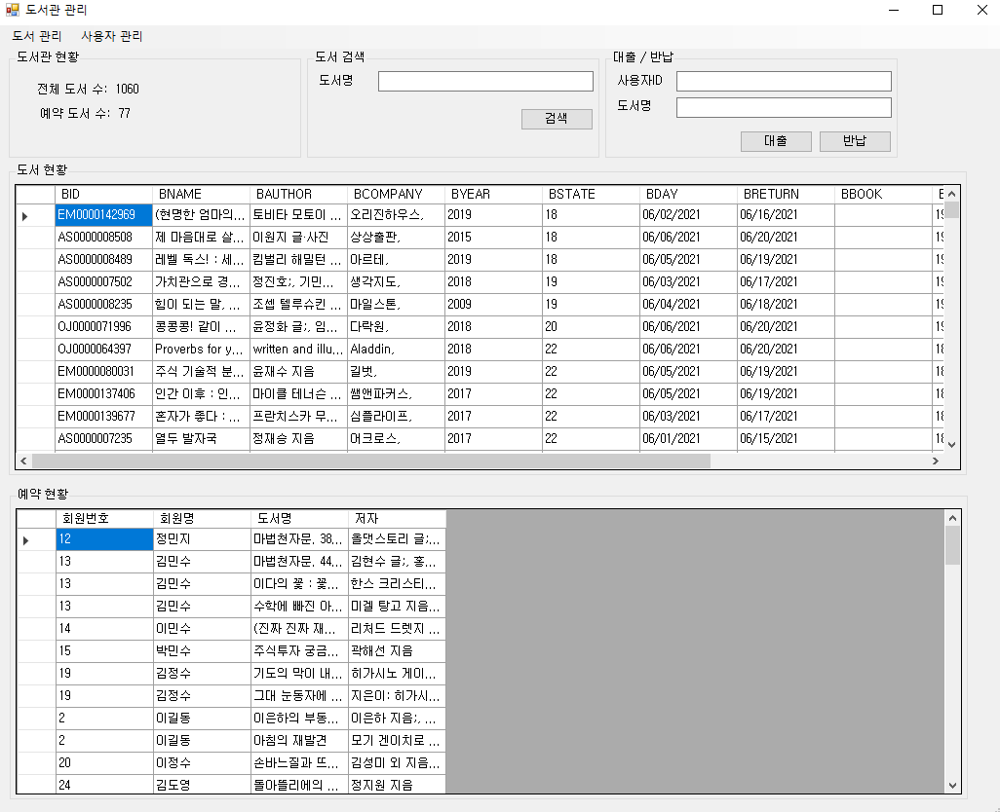 도서관 관리
도서 관리 사용자 관리
도서관 현황
전체 도서 수: 1060
예약 도서 수: 77
도서 검색
도서명
검색
대출 / 반납
사용자ID
도서명
대출 반납
도서 현황
BID BNAME BAUTHOR BCOMPANY BYEAR BSTATE BDAY BRETURN BBOOK
EM0000142969 (현명한 엄마의... 토비타 모토이 ... 오리진하우스, 2019 18 06/02/2021 06/16/2021
AS0000008508 제 마음대로 살... 이원지 글·사진 상상출판, 2015 18 06/06/2021 06/20/2021
AS0000008489 레벨 독스! : 세... 킴벌리 해밀턴 ... 아르테, 2019 18 06/05/2021 06/19/2021
AS0000007502 가치관으로 경... 정진호;, 기민... 생각지도, 2018 19 06/03/2021 06/17/2021
AS0000008235 힘이 되는 말, ... 조셉 텔루슈킨 ... 마일스톤, 2009 19 06/04/2021 06/18/2021
OJ0000071996 콩콩콩! 같이 ... 윤정화 글;, 임... 다락원, 2018 20 06/06/2021 06/20/2021
OJ0000064397 Proverbs for y... written and illu... Aladdin, 2018 22 06/06/2021 06/20/2021
EM0000080031 주식 기술적 분... 윤재수 지음 길벗, 2019 22 06/05/2021 06/19/2021
EM0000137406 인간 이후 : 인... 마이클 테너슨 ... 쌤앤파커스, 2017 22 06/05/2021 06/19/2021
EM0000139677 혼자가 좋다 : ... 프란치스카 무... 심플라이프, 2017 22 06/03/2021 06/17/2021
AS0000007235 열두 발자국 정재승 지음 어크로스, 2017 22 06/01/2021 06/15/2021
예약 현황
회원번호 회원명 도서명 저자
12 정민지 마법천자문. 38... 올댓스토리 글;...
13 김민수 마법천자문. 44... 김현수 글;, 홍...
13 김민수 이다의 꽃 : 꽃... 한스 크리스티...
13 김민수 수학에 빠진 아... 미겔 탕고 지음...
14 이민수 (진짜 진짜 재... 리처드 드렛지 ...
15 박민수 주식투자 궁금... 곽해선 지음
19 김정수 기도의 막이 내... 히가시노 게이...
19 김정수 그대 눈동자에 ... 지은이: 히가시...
2 이길동 이은하의 부동... 이은하 지음;, ...
2 이길동 아침의 재발견 모기 겐이치로 ...
20 이정수 손바느질과 뜨... 김성미 외 지음...
24 김도영 돌아뜰리에의 ... 정지원 지음